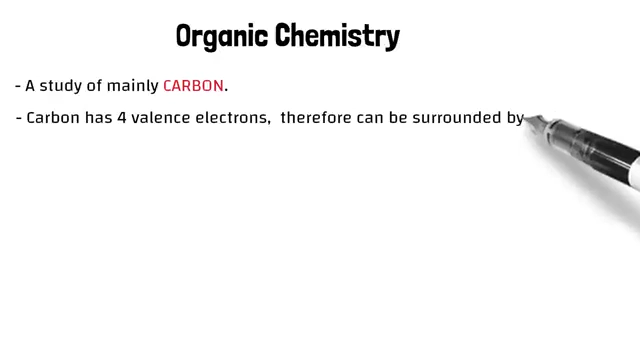 Organic Chemistry
- A study of mainly CARBON.
- Carbon has 4 valence electrons, therefore can be surrounded by